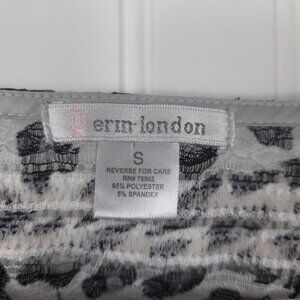 erin-london
S
REVERSE FOR CARE
RN# 78902
95% POLYESTER
5% SPANDEX